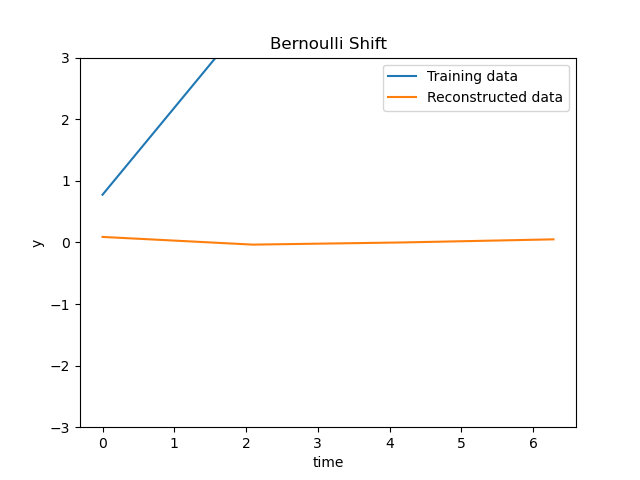 Bernoulli Shift
Training data
Reconstructed data
3
2
1
0
−1
−2
−3
y
0 1 2 3 4 5 6
time